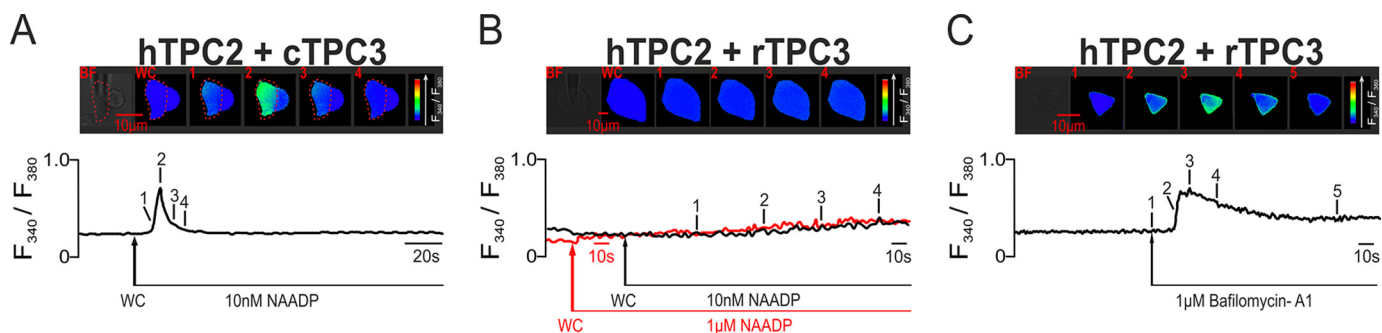 A
hTPC2 + cTPC3
BF WC 1 2 3 4
10µm
F340 / F380
1.0
F340 / F380
0
1 2 3 4
20s
WC 10nM NAADP
B
hTPC2 + rTPC3
BF WC 1 2 3 4
10µm
F340 / F380
1.0
F340 / F380
0
1 2 3 4
10s 10s
WC 10nM NAADP
WC 1µM NAADP
C
hTPC2 + rTPC3
BF 1 2 3 4 5
10µm
F340 / F380
1.0
F340 / F380
0
1 2 3 4 5
10s
1µM Bafilomycin- A1